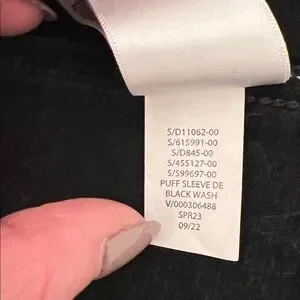 S/D11062-00
S/615991-00
S/D845-00
S/455127-00
S/599697-00
PUFF SLEEVE DE
BLACK WASH
V/000306488
SPR23
09/22